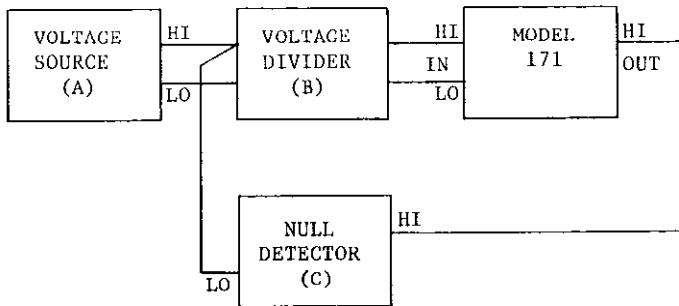 VOLTAGE
SOURCE
(A)
HI
LO
VOLTAGE
DIVIDER
(B)
HI
IN
LO
MODEL
171
HI
OUT
NULL
DETECTOR
(C)
HI
LO